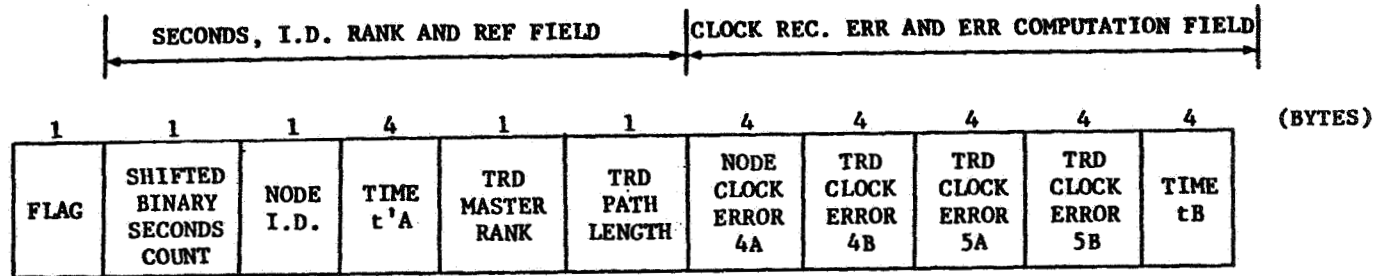 SECONDS, I.D. RANK AND REF FIELD
CLOCK REC. ERR AND ERR COMPUTATION FIELD
1 1 1 4 1 1 4 4 4 4 4 (BYTES)
FLAG
SHIFTED
BINARY
SECONDS
COUNT
NODE
I.D.
TIME
t'A
TRD
MASTER
RANK
TRD
PATH
LENGTH
NODE
CLOCK
ERROR
4A
TRD
CLOCK
ERROR
4B
TRD
CLOCK
ERROR
5A
TRD
CLOCK
ERROR
5B
TIME
tB